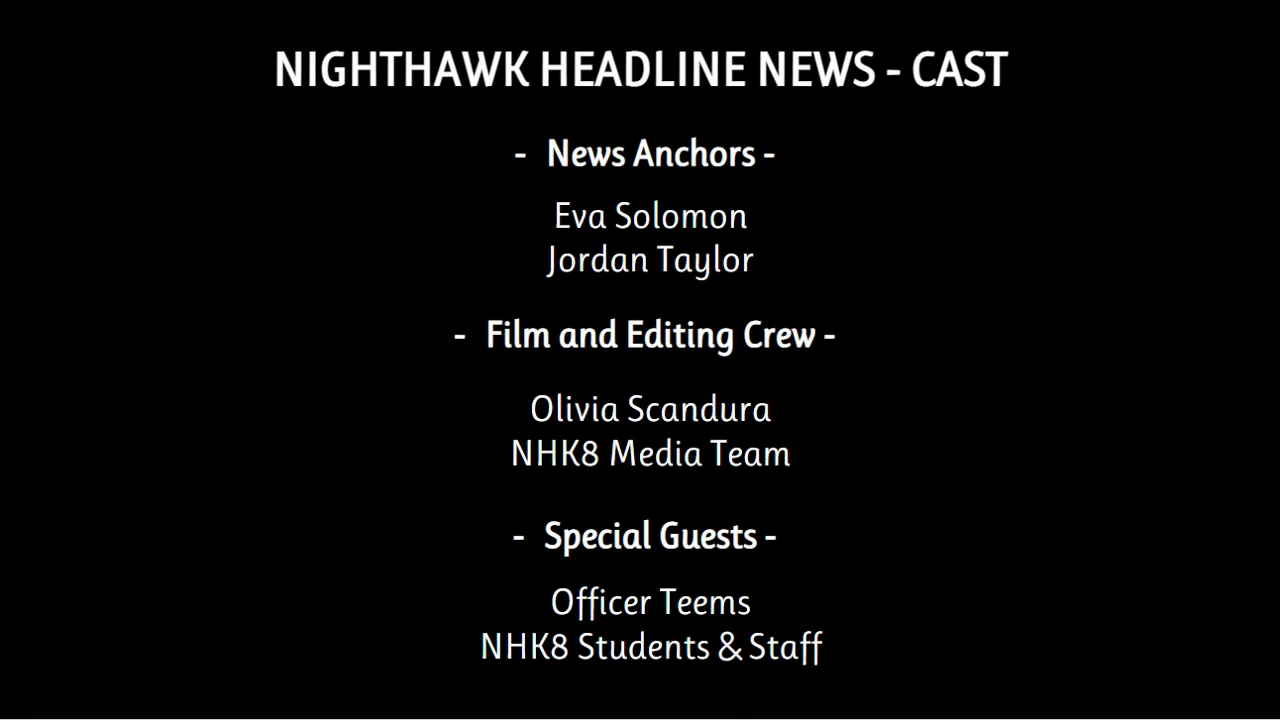 NIGHTHAWK HEADLINE NEWS - CAST
- News Anchors -
Eva Solomon
Jordan Taylor
- Film and Editing Crew -
Olivia Scandura
NHK8 Media Team
- Special Guests -
Officer Teems
NHK8 Students & Staff